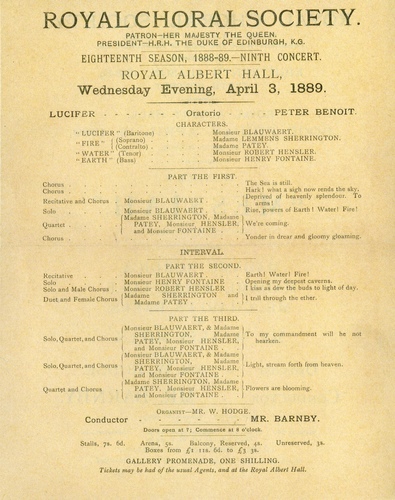 ROYAL CHORAL SOCIETY.
PATRON—HER MAJESTY THE QUEEN.
PRESIDENT—H.R.H. THE DUKE OF EDINBURGH, K.G.
EIGHTEENTH SEASON, 1888-89.—NINTH CONCERT.
ROYAL ALBERT HALL,
Wednesday Evening, April 3, 1889.
LUCIFER - - - - - - - Oratorio - - - - - PETER BENOIT.
CHARACTERS.
"LUCIFER" (Baritone) . . . Monsieur BLAUWAERT.
"FIRE" { (Soprano) . . . Madame LEMMENS SHERRINGTON.
(Contralto) . . . Madame PATEY.
"WATER" (Tenor) . . . Monsieur ROBERT HENSLER.
"EARTH" (Bass) . . . Monsieur HENRY FONTAINE.
PART THE FIRST.
Chorus . . . The Sea is still.
Chorus . . . Hark! what a sigh now rends the sky.
Recitative and Chorus . Monsieur BLAUWAERT . . Deprived of heavenly splendour. To arms!
Solo . . . Monsieur BLAUWAERT . . Rise, powers of Earth! Water! Fire!
Quartet . . . { Madame SHERRINGTON, Madame PATEY, Monsieur HENSLER, and Monsieur FONTAINE . We're coming.
Chorus . . . Yonder in drear and gloomy gloaming.
INTERVAL
PART THE SECOND.
Recitative . . . Monsieur BLAUWAERT . . Earth! Water! Fire!
Solo . . . Monsieur HENRY FONTAINE . Opening my deepest caverns.
Solo and Male Chorus . Monsieur ROBERT HENSLER . I kiss as dew the buds to light of day.
Duet and Female Chorus { Madame SHERRINGTON and Madame PATEY . . . I toil through the ether.
PART THE THIRD.
Solo, Quartet, and Chorus { Monsieur BLAUWAERT, & Madame SHERRINGTON, Madame PATEY, Monsieur HENSLER, and Monsieur FONTAINE . To my commandment will be not hearken.
Solo, Quartet, and Chorus { Monsieur BLAUWAERT, & Madame SHERRINGTON, Madame PATEY, Monsieur HENSLER, and Monsieur FONTAINE . Light, stream forth from heaven.
Quartet and Chorus { Madame SHERRINGTON, Madame PATEY, Monsieur HENSLER, and Monsieur FONTAINE . Flowers are blooming.
ORGANIST—MR. W. HODGE.
Conductor - - - - - - MR. BARNBY.
Doors open at 7; Commence at 8 o'clock.
Stalls, 7s. 6d. Arena, 5s. Balcony, Reserved, 4s. Unreserved, 3s.
Boxes from £1 11s. 6d. to £3 3s.
GALLERY PROMENADE, ONE SHILLING.
Tickets may be had of the usual Agents, and at the Royal Albert Hall.